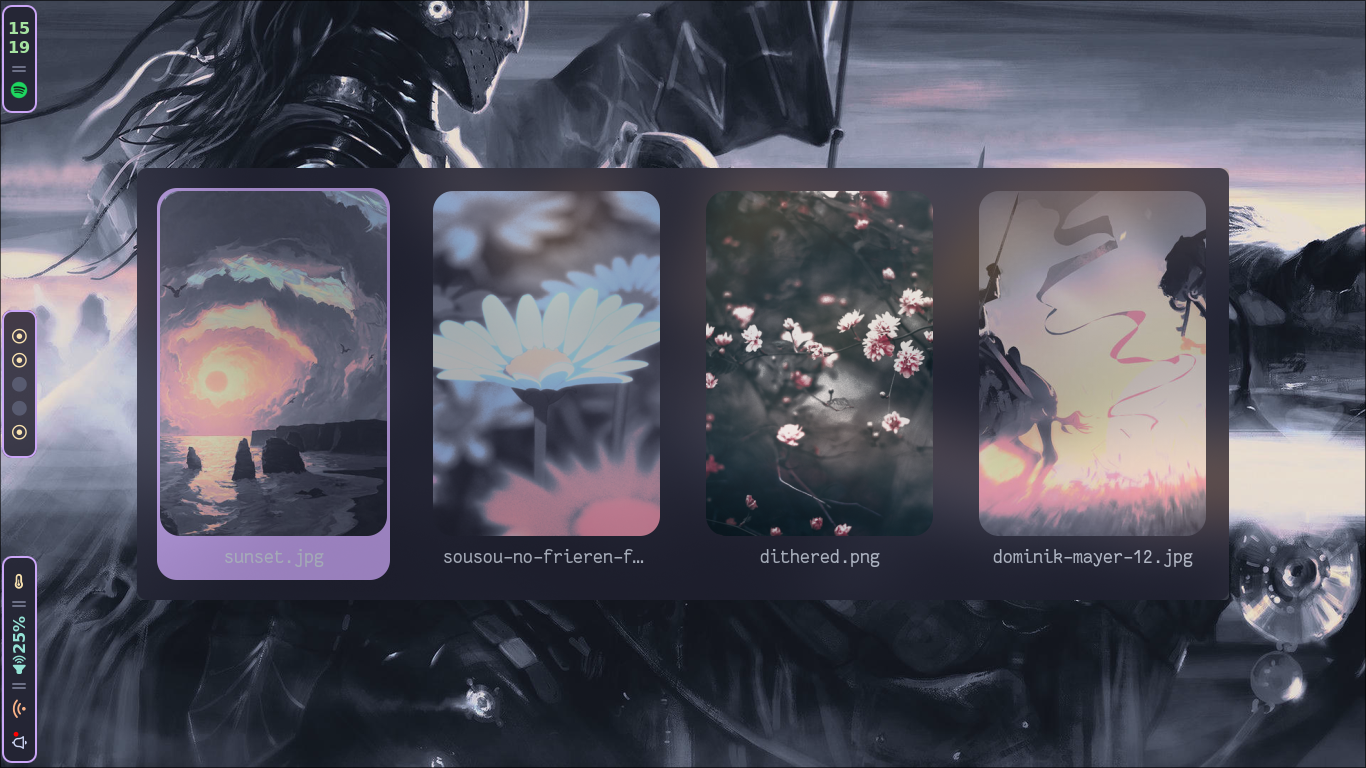 15
19
25%
sunset.jpg
sousou-no-frieren-f…
dithered.png
dominik-mayer-12.jpg